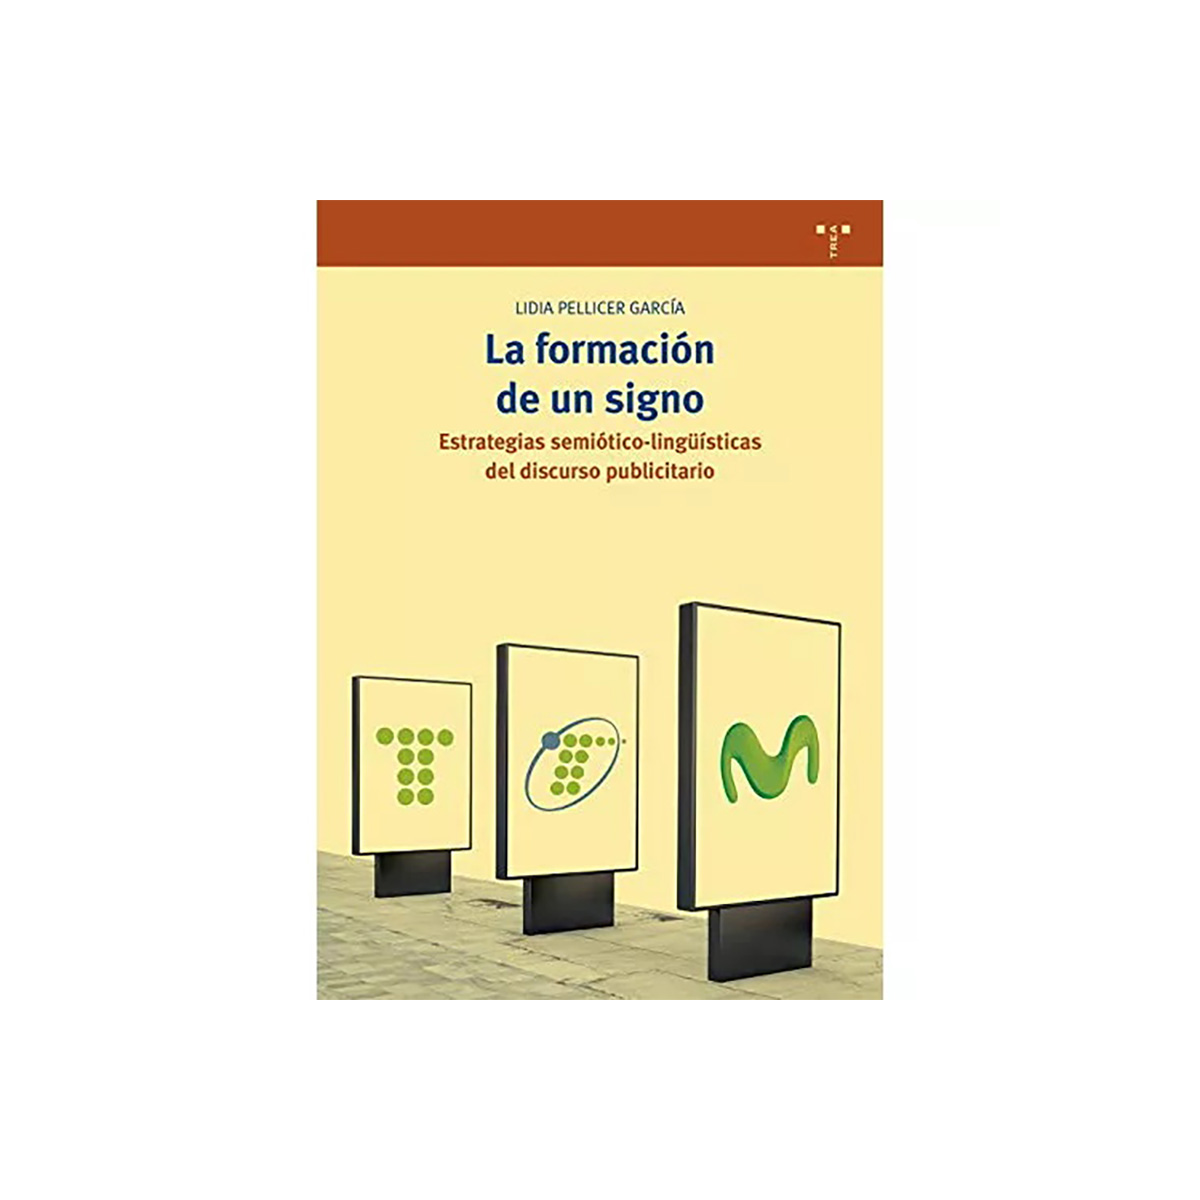 TREA
LIDIA PELLICER GARCÍA
La formación
de un signo
Estrategias semiótico-lingüísticas
del discurso publicitario